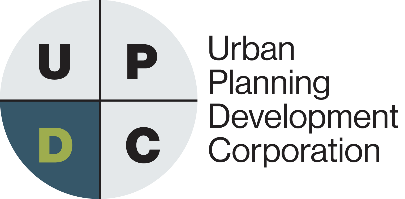 U P
D C
Urban
Planning
Development
Corporation